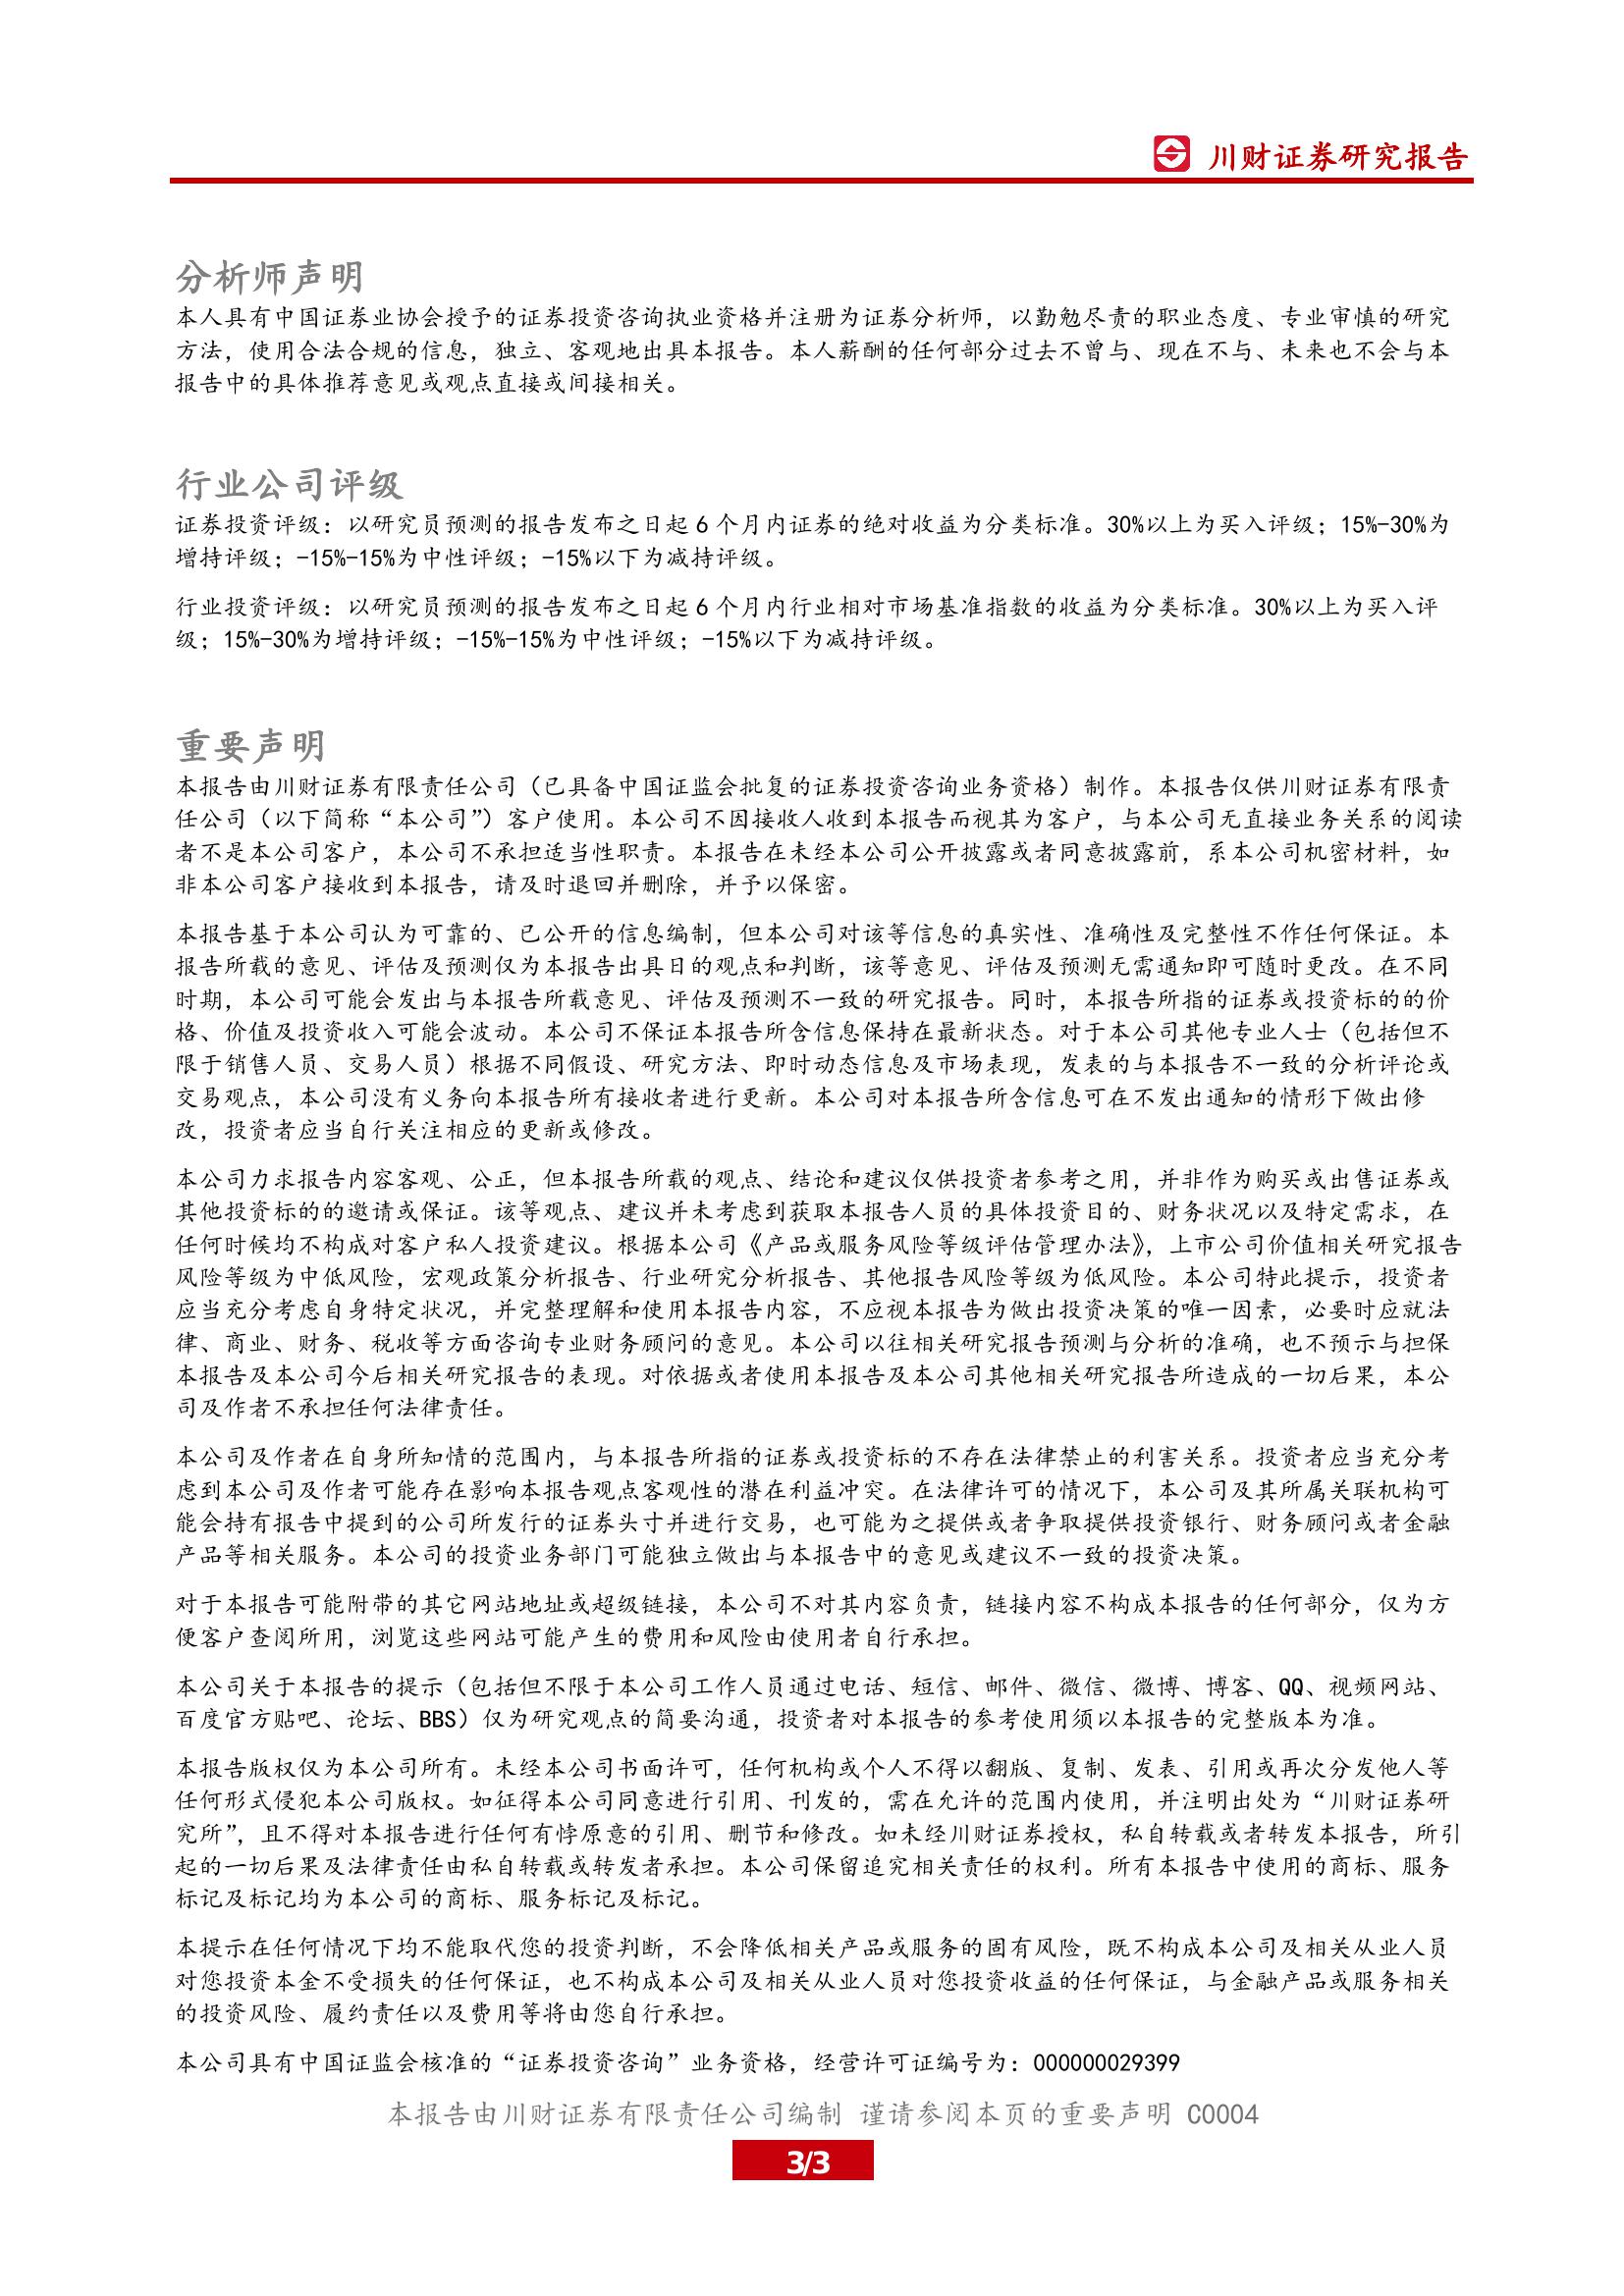 川财证券研究报告
分析师声明
本人具有中国证券业协会授予的证券投资咨询执业资格并注册为证券分析师，以勤勉尽责的职业态度、专业审慎的研究
方法，使用合法合规的信息，独立、客观地出具本报告。本人薪酬的任何部分过去不曾与、现在不与、未来也不会与本
报告中的具体推荐意见或观点直接或间接相关。
行业公司评级
证券投资评级：以研究员预测的报告发布之日起 6 个月内证券的绝对收益为分类标准。30%以上为买入评级；15%-30%为
增持评级；-15%-15%为中性评级；-15%以下为减持评级。
行业投资评级：以研究员预测的报告发布之日起 6 个月内行业相对市场基准指数的收益为分类标准。30%以上为买入评
级；15%-30%为增持评级；-15%-15%为中性评级；-15%以下为减持评级。
重要声明
本报告由川财证券有限责任公司（已具备中国证监会批复的证券投资咨询业务资格）制作。本报告仅供川财证券有限责
任公司（以下简称“本公司”）客户使用。本公司不因接收人收到本报告而视其为客户，与本公司无直接业务关系的阅读
者不是本公司客户，本公司不承担适当性职责。本报告在未经本公司公开披露或者同意披露前，系本公司机密材料，如
非本公司客户接收到本报告，请及时退回并删除，并予以保密。
本报告基于本公司认为可靠的、已公开的信息编制，但本公司对该等信息的真实性、准确性及完整性不作任何保证。本
报告所载的意见、评估及预测仅为本报告出具日的观点和判断，该等意见、评估及预测无需通知即可随时更改。在不同
时期，本公司可能会发出与本报告所载意见、评估及预测不一致的研究报告。同时，本报告所指的证券或投资标的的价
格、价值及投资收入可能会波动。本公司不保证本报告所含信息保持在最新状态。对于本公司其他专业人士（包括但不
限于销售人员、交易人员）根据不同假设、研究方法、即时动态信息及市场表现，发表的与本报告不一致的分析评论或
交易观点，本公司没有义务向本报告所有接收者进行更新。本公司对本报告所含信息可在不发出通知的情形下做出修
改，投资者应当自行关注相应的更新或修改。
本公司力求报告内容客观、公正，但本报告所载的观点、结论和建议仅供投资者参考之用，并非作为购买或出售证券或
其他投资标的的邀请或保证。该等观点、建议并未考虑到获取本报告人员的具体投资目的、财务状况以及特定需求，在
任何时候均不构成对客户私人投资建议。根据本公司《产品或服务风险等级评估管理办法》，上市公司价值相关研究报告
风险等级为中低风险，宏观政策分析报告、行业研究分析报告、其他报告风险等级为低风险。本公司特此提示，投资者
应当充分考虑自身特定状况，并完整理解和使用本报告内容，不应视本报告为做出投资决策的唯一因素，必要时应就法
律、商业、财务、税收等方面咨询专业财务顾问的意见。本公司以往相关研究报告预测与分析的准确，也不预示与担保
本报告及本公司今后相关研究报告的表现。对依据或者使用本报告及本公司其他相关研究报告所造成的一切后果，本公
司及作者不承担任何法律责任。
本公司及作者在自身所知情的范围内，与本报告所指的证券或投资标的不存在法律禁止的利害关系。投资者应当充分考
虑到本公司及作者可能存在影响本报告观点客观性的潜在利益冲突。在法律许可的情况下，本公司及其所属关联机构可
能会持有报告中提到的公司所发行的证券头寸并进行交易，也可能为之提供或者争取提供投资银行、财务顾问或者金融
产品等相关服务。本公司的投资业务部门可能独立做出与本报告中的意见或建议不一致的投资决策。
对于本报告可能附带的其它网站地址或超级链接，本公司不对其内容负责，链接内容不构成本报告的任何部分，仅为方
便客户查阅所用，浏览这些网站可能产生的费用和风险由使用者自行承担。
本公司关于本报告的提示（包括但不限于本公司工作人员通过电话、短信、邮件、微信、微博、博客、QQ、视频网站、
百度官方贴吧、论坛、BBS）仅为研究观点的简要沟通，投资者对本报告的参考使用须以本报告的完整版本为准。
本报告版权仅为本公司所有。未经本公司书面许可，任何机构或个人不得以翻版、复制、发表、引用或再次分发他人等
任何形式侵犯本公司版权。如征得本公司同意进行引用、刊发的，需在允许的范围内使用，并注明出处为“川财证券研
究所”，且不得对本报告进行任何有悖原意的引用、删节和修改。如未经川财证券授权，私自转载或者转发本报告，所引
起的一切后果及法律责任由私自转载或转发者承担。本公司保留追究相关责任的权利。所有本报告中使用的商标、服务
标记及标记均为本公司的商标、服务标记及标记。
本提示在任何情况下均不能取代您的投资判断，不会降低相关产品或服务的固有风险，既不构成本公司及相关从业人员
对您投资本金不受损失的任何保证，也不构成本公司及相关从业人员对您投资收益的任何保证，与金融产品或服务相关
的投资风险、履约责任以及费用等将由您自行承担。
本公司具有中国证监会核准的“证券投资咨询”业务资格，经营许可证编号为：000000029399
本报告由川财证券有限责任公司编制 谨请参阅本页的重要声明 C0004
3/3